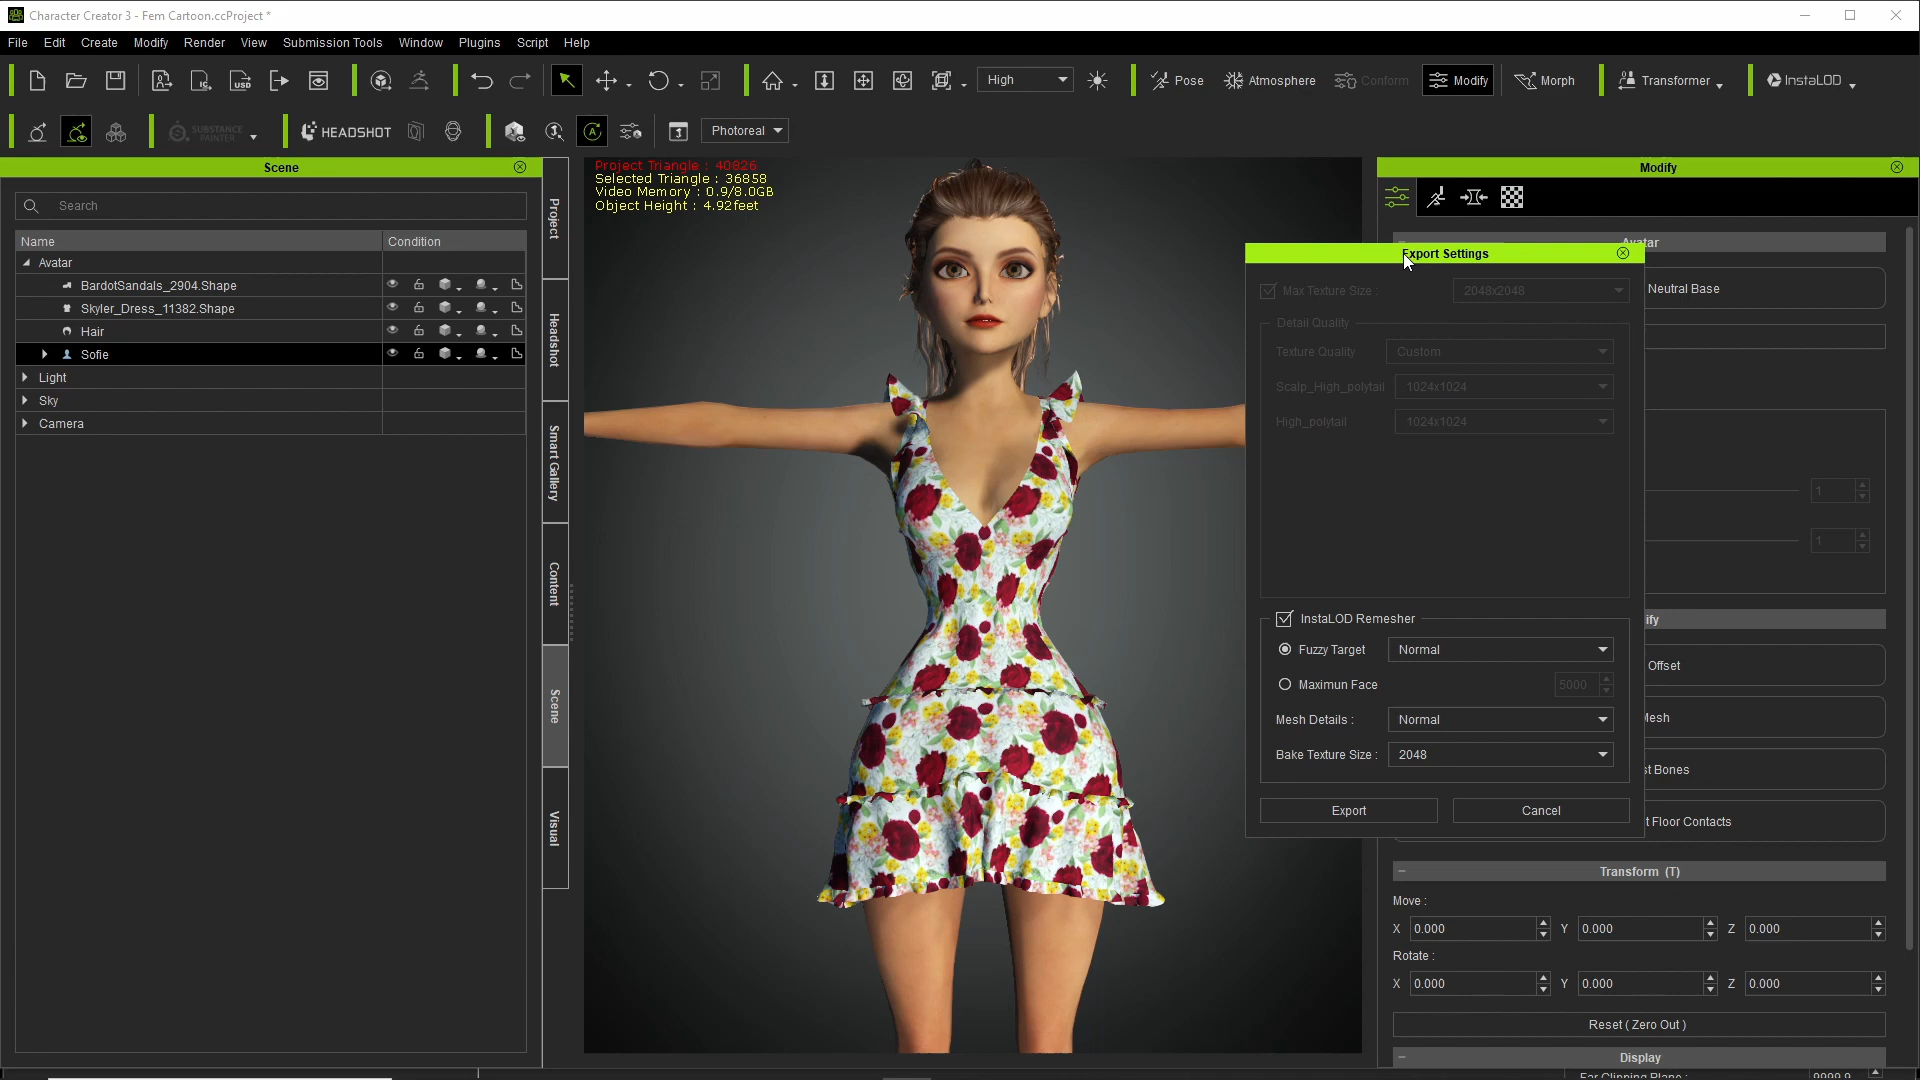 Character Creator 3 - Fem Cartoon.ccProject *
File Edit Create Modify Render View Submission Tools Window Plugins Script Help
High Pose Atmosphere Conform Modify Morph Transformer InstaLOD
SUBSTANCE PAINTER HEADSHOT Photoreal
Scene
Search
Name Condition
Avatar
BardotSandals_2904.Shape
Skyler_Dress_11382.Shape
Hair
Sofie
Light
Sky
Camera
Project
Headshot
Smart Gallery
Content
Scene
Visual
Project Triangle : 40826
Selected Triangle : 36858
Video Memory : 0.9/8.0GB
Object Height : 4.92feet
Export Settings
Max Texture Size : 2048x2048
Detail Quality
Texture Quality Custom
Scalp_High_polytail 1024x1024
High_polytail 1024x1024
InstaLOD Remesher
Fuzzy Target Normal
Maximun Face 5000
Mesh Details : Normal
Bake Texture Size : 2048
Export Cancel
Modify
Neutral Base
1
1
Offset
Mesh
Bones
Floor Contacts
Transform (T)
Move :
X 0.000 Y 0.000 Z 0.000
Rotate :
X 0.000 Y 0.000 Z 0.000
Reset ( Zero Out )
Display